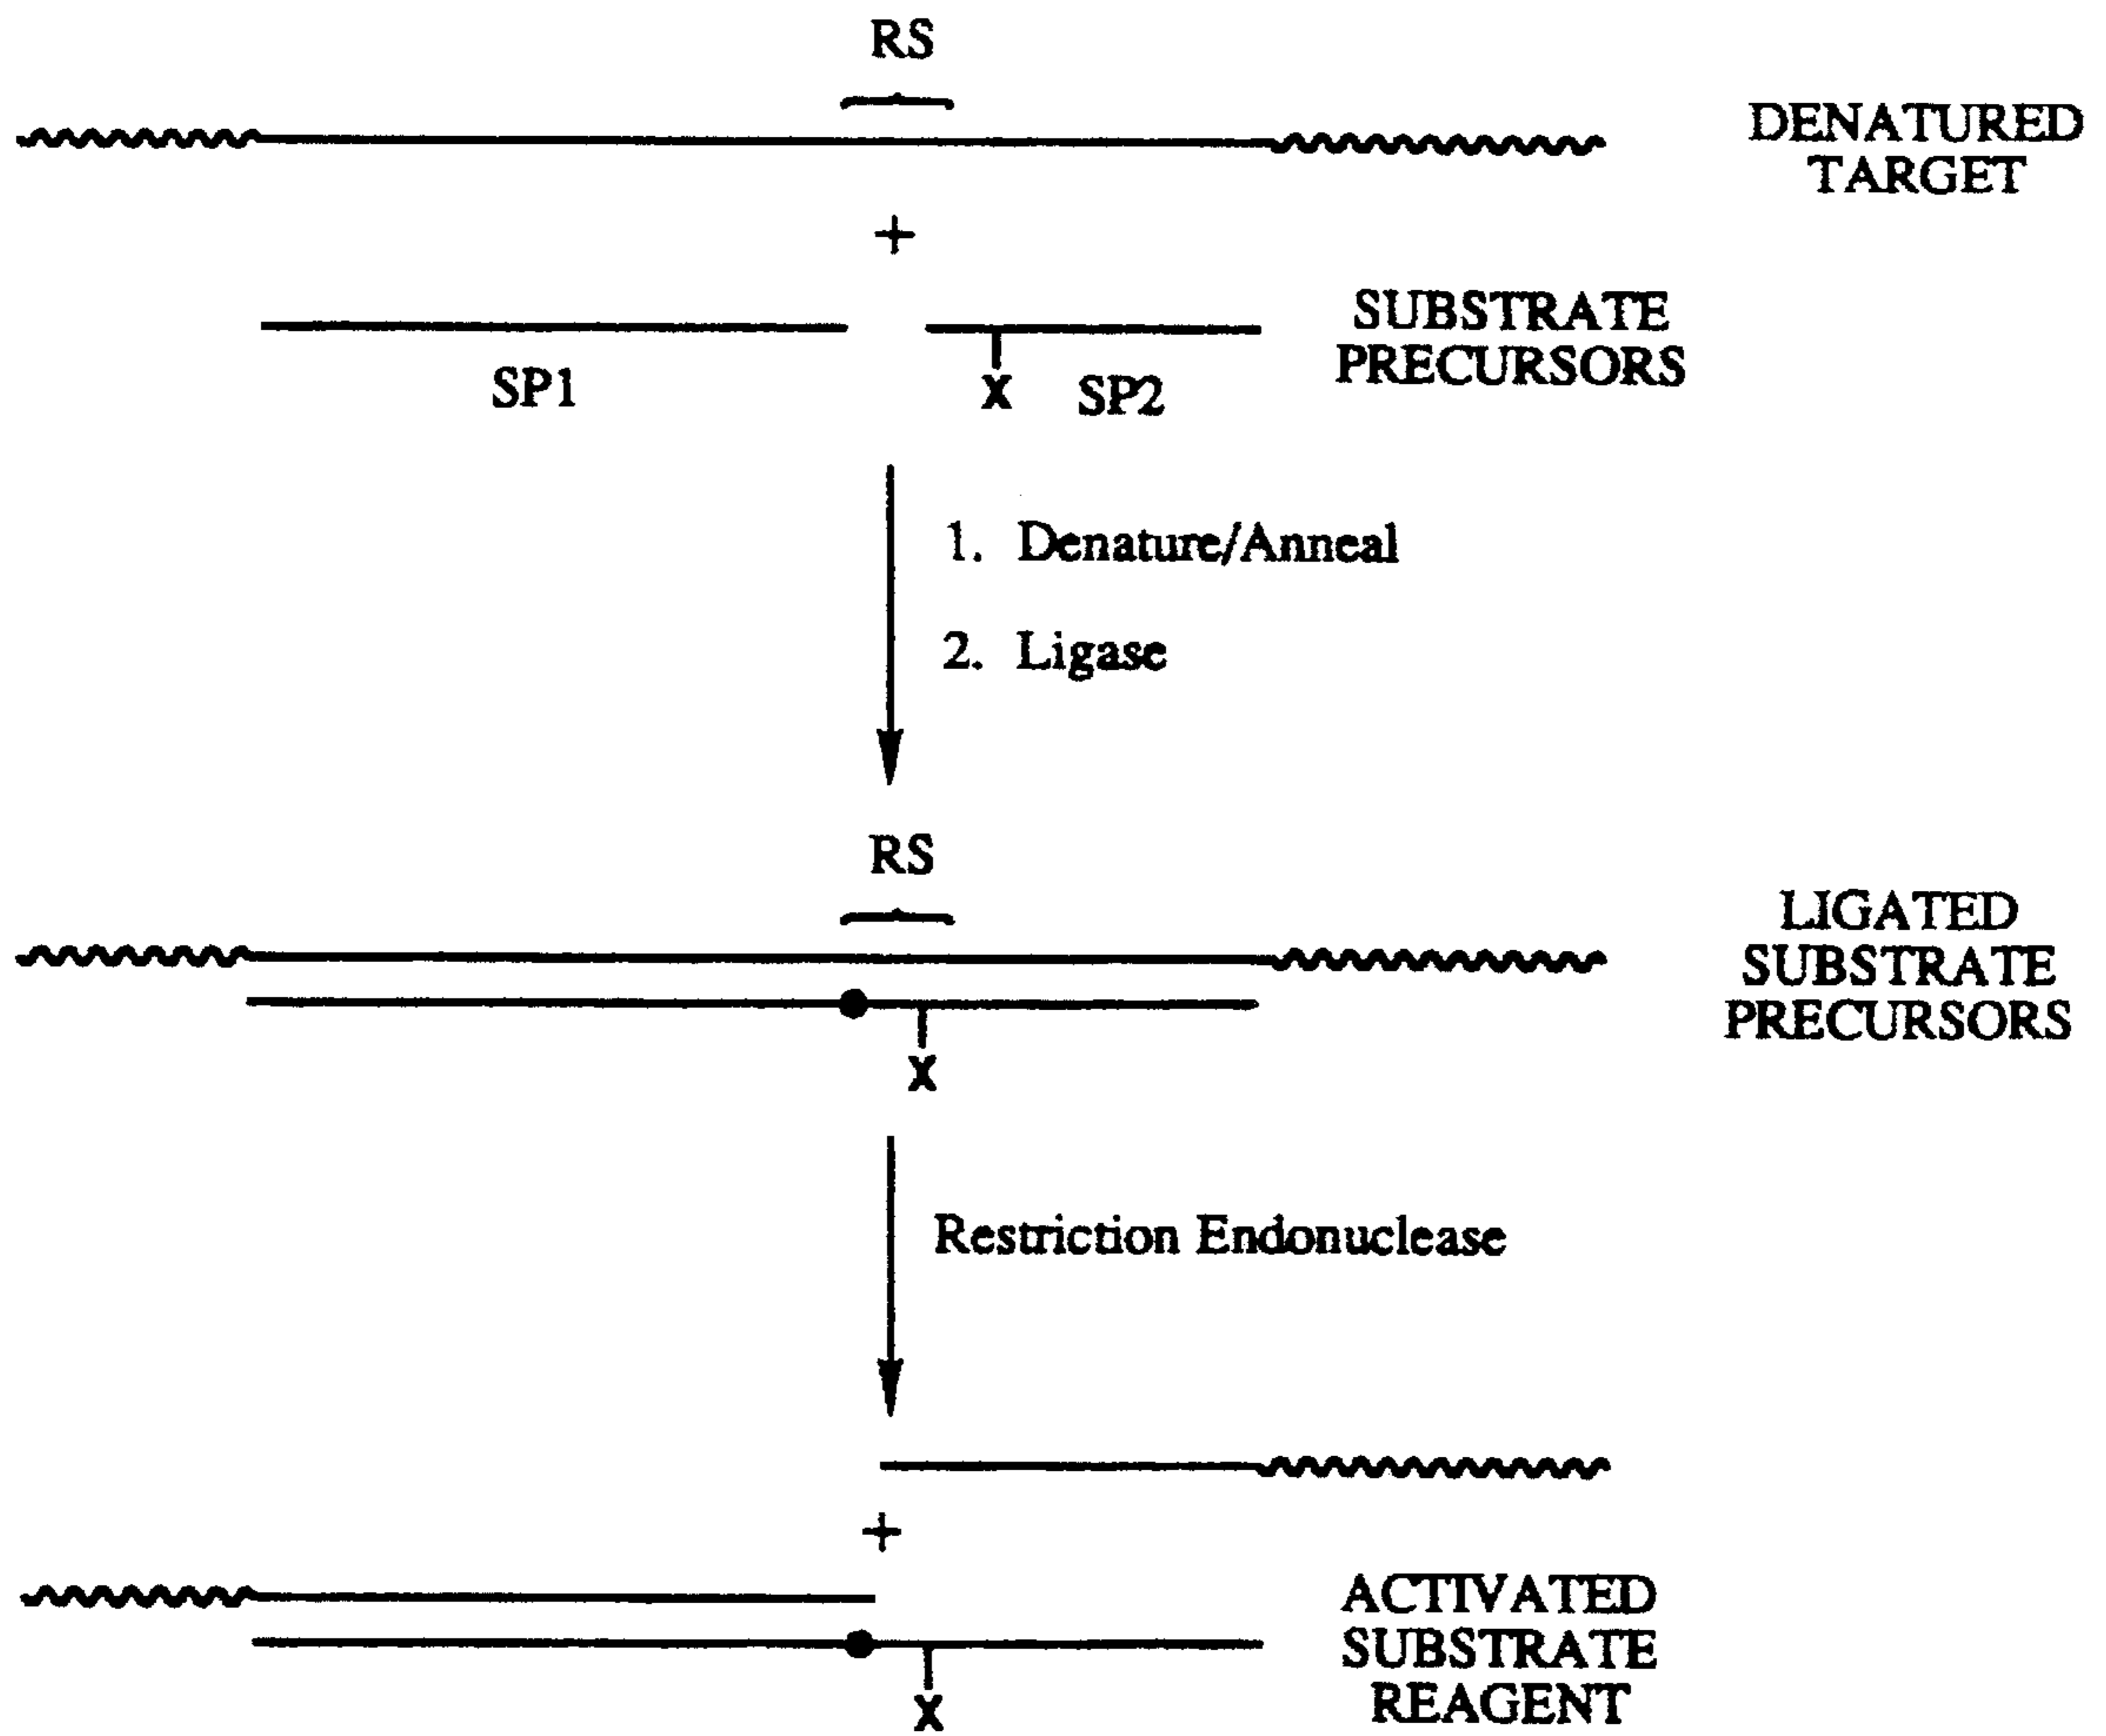 RS
DENATURED
TARGET
+
SUBSTRATE
PRECURSORS
SP1
X
SP2
1. Denature/Anneal
2. Ligase
RS
LIGATED
SUBSTRATE
PRECURSORS
X
Restriction Endonuclease
+
ACTIVATED
SUBSTRATE
REAGENT
X